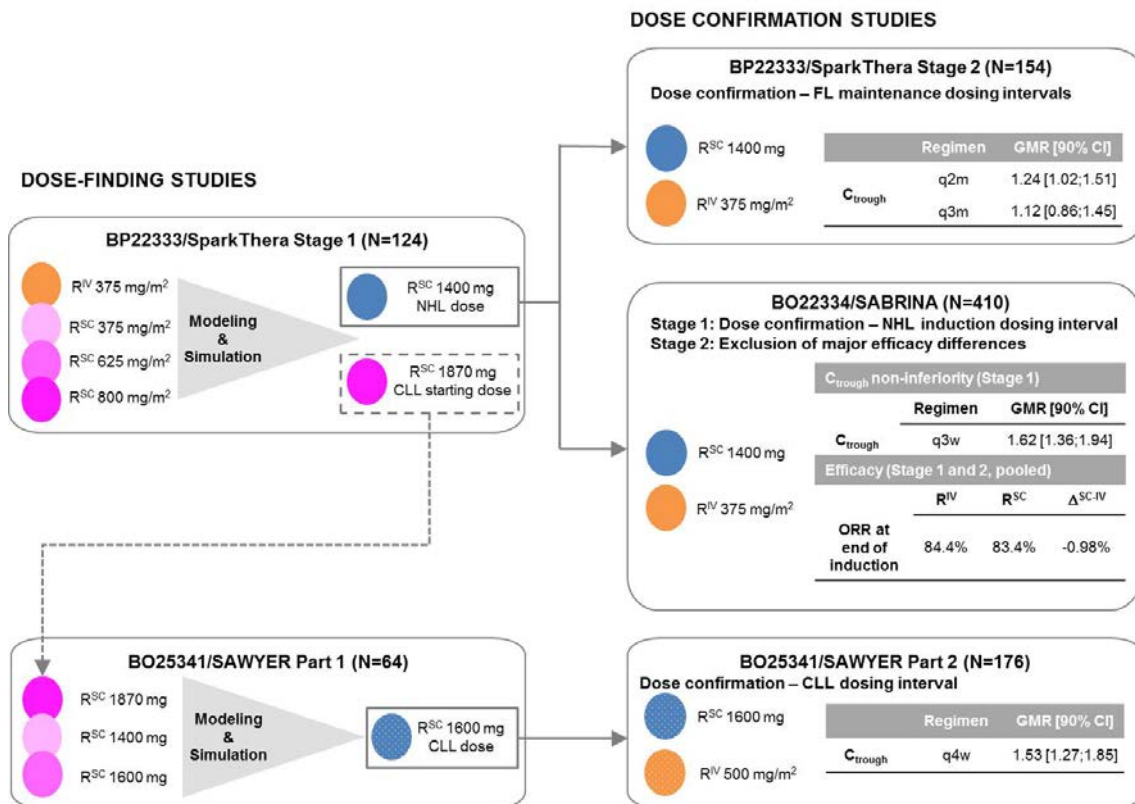 DOSE CONFIRMATION STUDIES
BP22333/SparkThera Stage 2 (N=154)
Dose confirmation – FL maintenance dosing intervals
R^SC 1400 mg
R^IV 375 mg/m²
Regimen GMR [90% CI]
C_trough
q2m 1.24 [1.02;1.51]
q3m 1.12 [0.86;1.45]
DOSE-FINDING STUDIES
BP22333/SparkThera Stage 1 (N=124)
R^IV 375 mg/m²
R^SC 375 mg/m²
R^SC 625 mg/m²
R^SC 800 mg/m²
Modeling
&
Simulation
R^SC 1400 mg
NHL dose
R^SC 1870 mg
CLL starting dose
BO22334/SABRINA (N=410)
Stage 1: Dose confirmation – NHL induction dosing interval
Stage 2: Exclusion of major efficacy differences
R^SC 1400 mg
R^IV 375 mg/m²
C_trough non-inferiority (Stage 1)
Regimen GMR [90% CI]
C_trough q3w 1.62 [1.36;1.94]
Efficacy (Stage 1 and 2, pooled)
R^IV R^SC Δ^SC-IV
ORR at
end of
induction
84.4% 83.4% -0.98%
BO25341/SAWYER Part 1 (N=64)
R^SC 1870 mg
R^SC 1400 mg
R^SC 1600 mg
Modeling
&
Simulation
R^SC 1600 mg
CLL dose
BO25341/SAWYER Part 2 (N=176)
Dose confirmation – CLL dosing interval
R^SC 1600 mg
R^IV 500 mg/m²
Regimen GMR [90% CI]
C_trough q4w 1.53 [1.27;1.85]